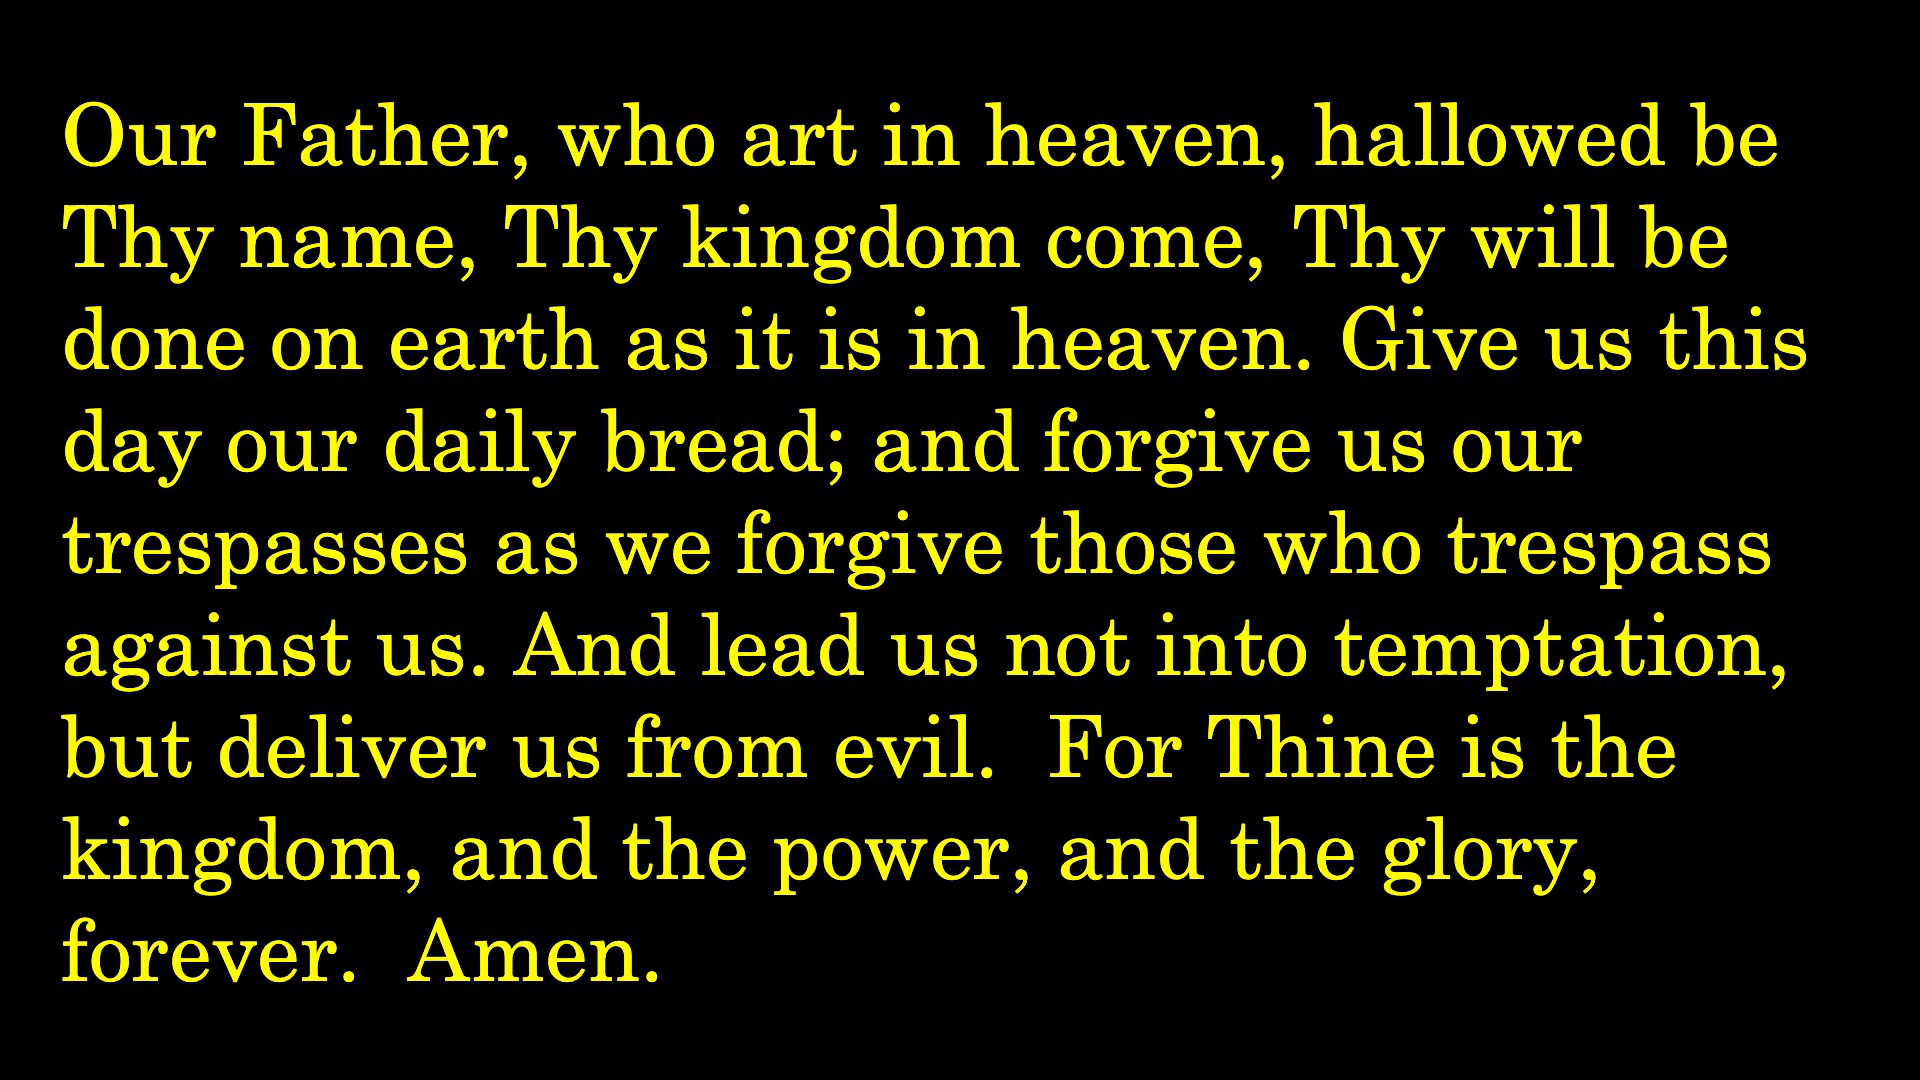 Our Father, who art in heaven, hallowed be
Thy name, Thy kingdom come, Thy will be
done on earth as it is in heaven. Give us this
day our daily bread; and forgive us our
trespasses as we forgive those who trespass
against us. And lead us not into temptation,
but deliver us from evil.  For Thine is the
kingdom, and the power, and the glory,
forever.  Amen.